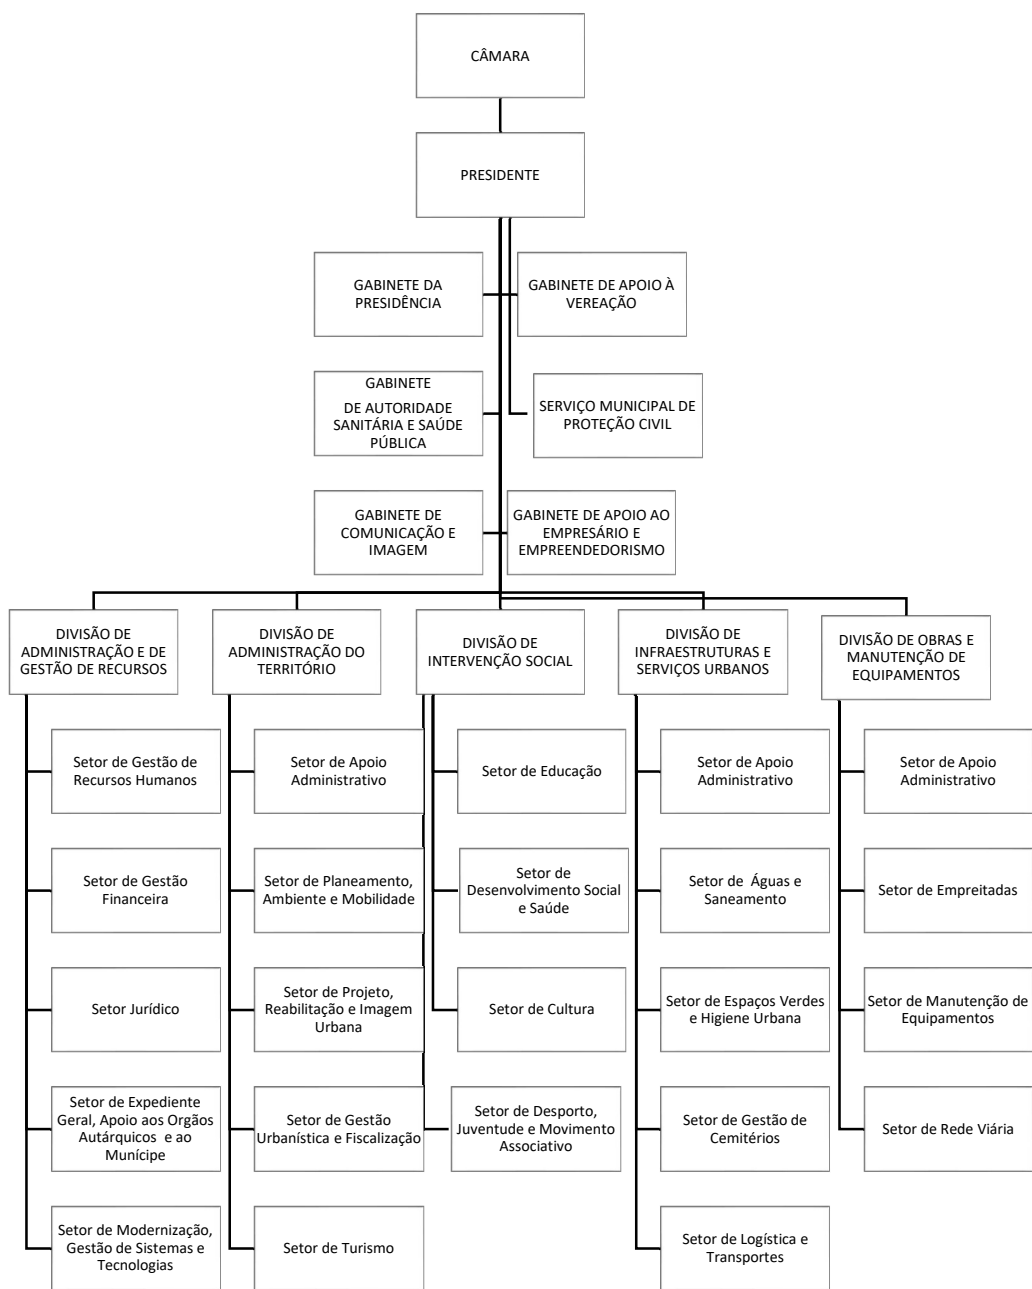 CÂMARA
PRESIDENTE
GABINETE DA
PRESIDÊNCIA
GABINETE DE APOIO À
VEREAÇÃO
GABINETE
DE AUTORIDADE
SANITÁRIA E SAÚDE
PÚBLICA
SERVIÇO MUNICIPAL DE
PROTEÇÃO CIVIL
GABINETE DE
COMUNICAÇÃO E
IMAGEM
GABINETE DE APOIO AO
EMPRESÁRIO E
EMPREENDEDORISMO
DIVISÃO DE
ADMINISTRAÇÃO E DE
GESTÃO DE RECURSOS
DIVISÃO DE
ADMINISTRAÇÃO DO
TERRITÓRIO
DIVISÃO DE
INTERVENÇÃO SOCIAL
DIVISÃO DE
INFRAESTRUTURAS E
SERVIÇOS URBANOS
DIVISÃO DE OBRAS E
MANUTENÇÃO DE
EQUIPAMENTOS
Setor de Gestão de
Recursos Humanos
Setor de Apoio
Administrativo
Setor de Educação
Setor de Apoio
Administrativo
Setor de Apoio
Administrativo
Setor de Gestão
Financeira
Setor de Planeamento,
Ambiente e Mobilidade
Setor de
Desenvolvimento Social
e Saúde
Setor de Águas e
Saneamento
Setor de Empreitadas
Setor Jurídico
Setor de Projeto,
Reabilitação e Imagem
Urbana
Setor de Cultura
Setor de Espaços Verdes
e Higiene Urbana
Setor de Manutenção de
Equipamentos
Setor de Expediente
Geral, Apoio aos Orgãos
Autárquicos e ao
Munícipe
Setor de Gestão
Urbanística e Fiscalização
Setor de Desporto,
Juventude e Movimento
Associativo
Setor de Gestão de
Cemitérios
Setor de Rede Viária
Setor de Modernização,
Gestão de Sistemas e
Tecnologias
Setor de Turismo
Setor de Logística e
Transportes